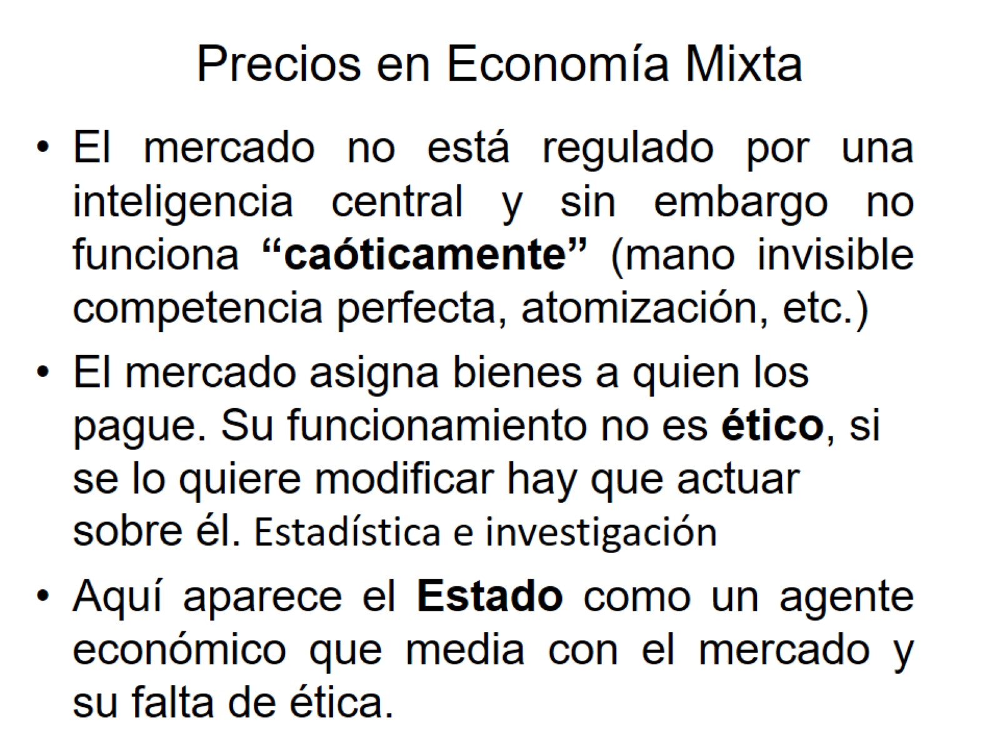 Precios en Economía Mixta
• El mercado no está regulado por una
inteligencia central y sin embargo no
funciona “caóticamente” (mano invisible
competencia perfecta, atomización, etc.)
• El mercado asigna bienes a quien los
pague. Su funcionamiento no es ético, si
se lo quiere modificar hay que actuar
sobre él. Estadística e investigación
• Aquí aparece el Estado como un agente
económico que media con el mercado y
su falta de ética.